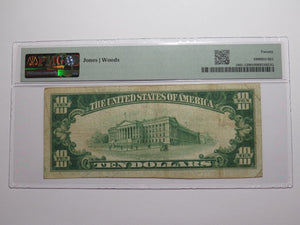 PMG
Jones | Woods
Twenty
10 10
THE UNITED STATES OF AMERICA
10 10
TEN DOLLARS